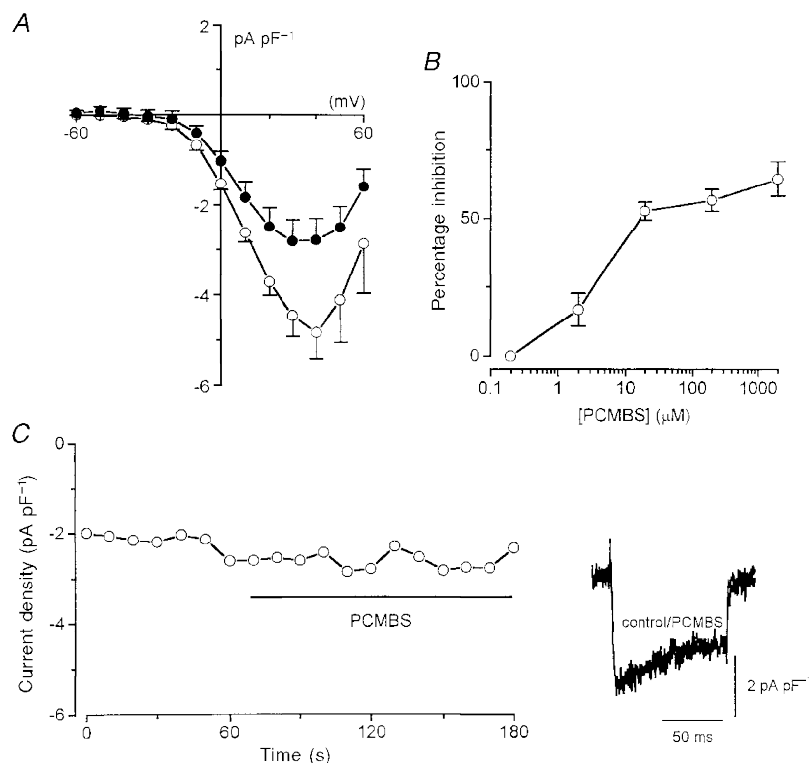 A
2
pA pF⁻¹
(mV)
-60
60
-2
-4
-6
B
100
50
0
Percentage inhibition
0.1
1
10
100
1000
[PCMBS] (μM)
C
0
-2
-4
-6
Current density (pA pF⁻¹)
PCMBS
0
60
120
180
Time (s)
control/PCMBS
2 pA pF⁻
50 ms